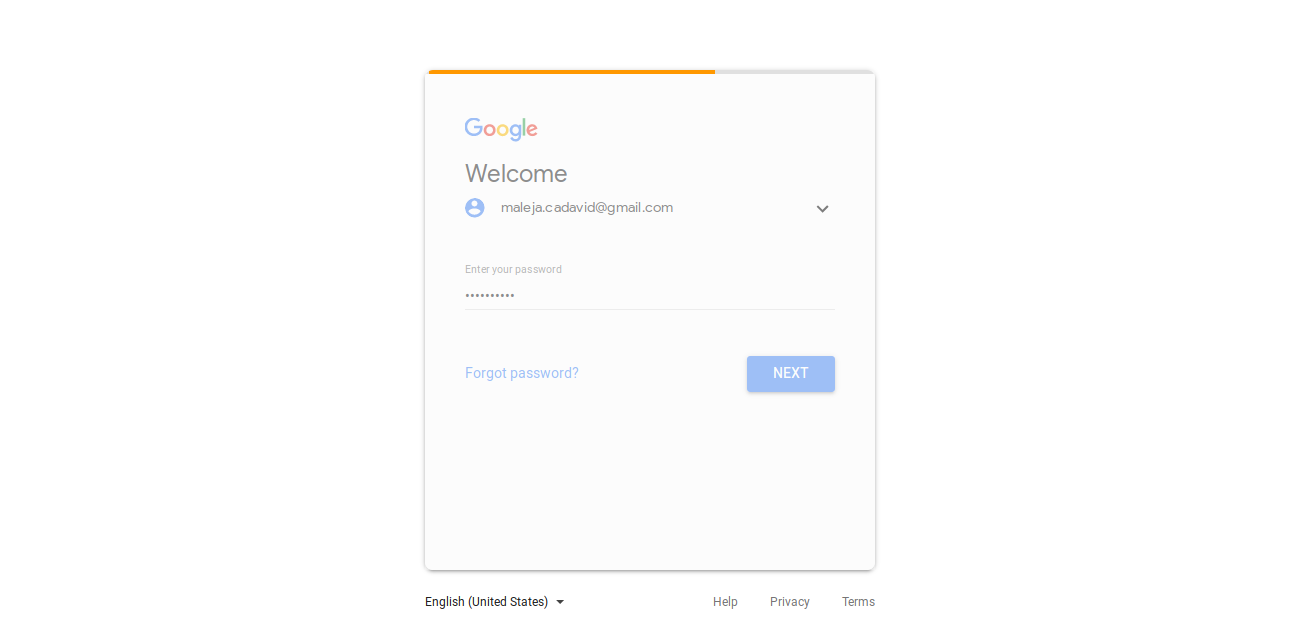 Google
Welcome
maleja.cadavid@gmail.com
Enter your password
••••••••••
Forgot password?
NEXT
English (United States)
Help Privacy Terms